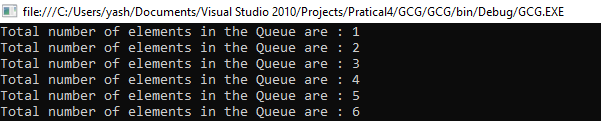 file:///C:/Users/yash/Documents/Visual Studio 2010/Projects/Pratical4/GCG/GCG/bin/Debug/GCG.EXE
Total number of elements in the Queue are : 1
Total number of elements in the Queue are : 2
Total number of elements in the Queue are : 3
Total number of elements in the Queue are : 4
Total number of elements in the Queue are : 5
Total number of elements in the Queue are : 6